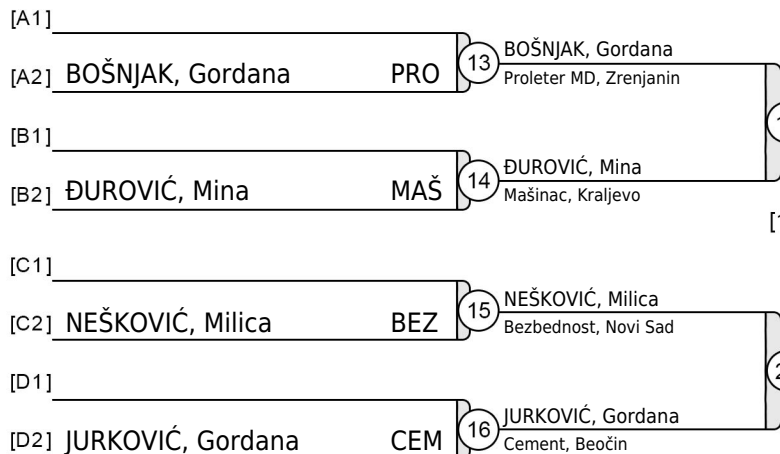 [A1]
[A2] BOŠNJAK, Gordana PRO
13
BOŠNJAK, Gordana
Proleter MD, Zrenjanin
[B1]
[B2] ĐUROVIĆ, Mina MAŠ
14
ĐUROVIĆ, Mina
Mašinac, Kraljevo
[C1]
[C2] NEŠKOVIĆ, Milica BEZ
15
NEŠKOVIĆ, Milica
Bezbednost, Novi Sad
[D1]
[D2] JURKOVIĆ, Gordana CEM
16
JURKOVIĆ, Gordana
Cement, Beočin